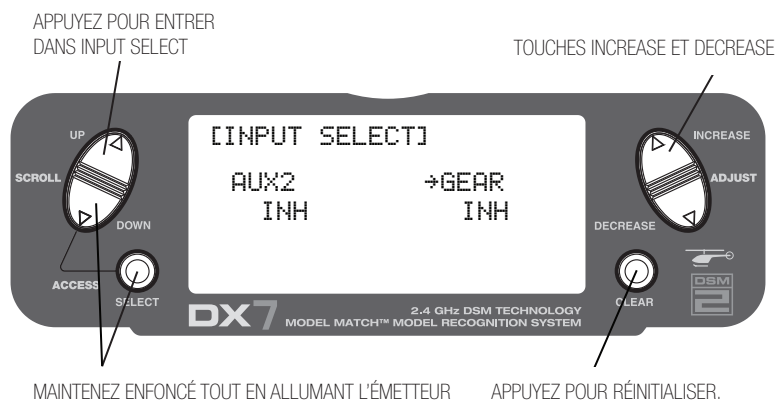 APPUYEZ POUR ENTRER
DANS INPUT SELECT
TOUCHES INCREASE ET DECREASE
UP
SCROLL
DOWN
ACCESS
SELECT
[INPUT SELECT]
AUX2 →GEAR
INH INH
INCREASE
ADJUST
DECREASE
CLEAR
DSM
2
DX7
2.4 GHz DSM TECHNOLOGY
MODEL MATCH™ MODEL RECOGNITION SYSTEM
MAINTENEZ ENFONCÉ TOUT EN ALLUMANT L'ÉMETTEUR
APPUYEZ POUR RÉINITIALISER.